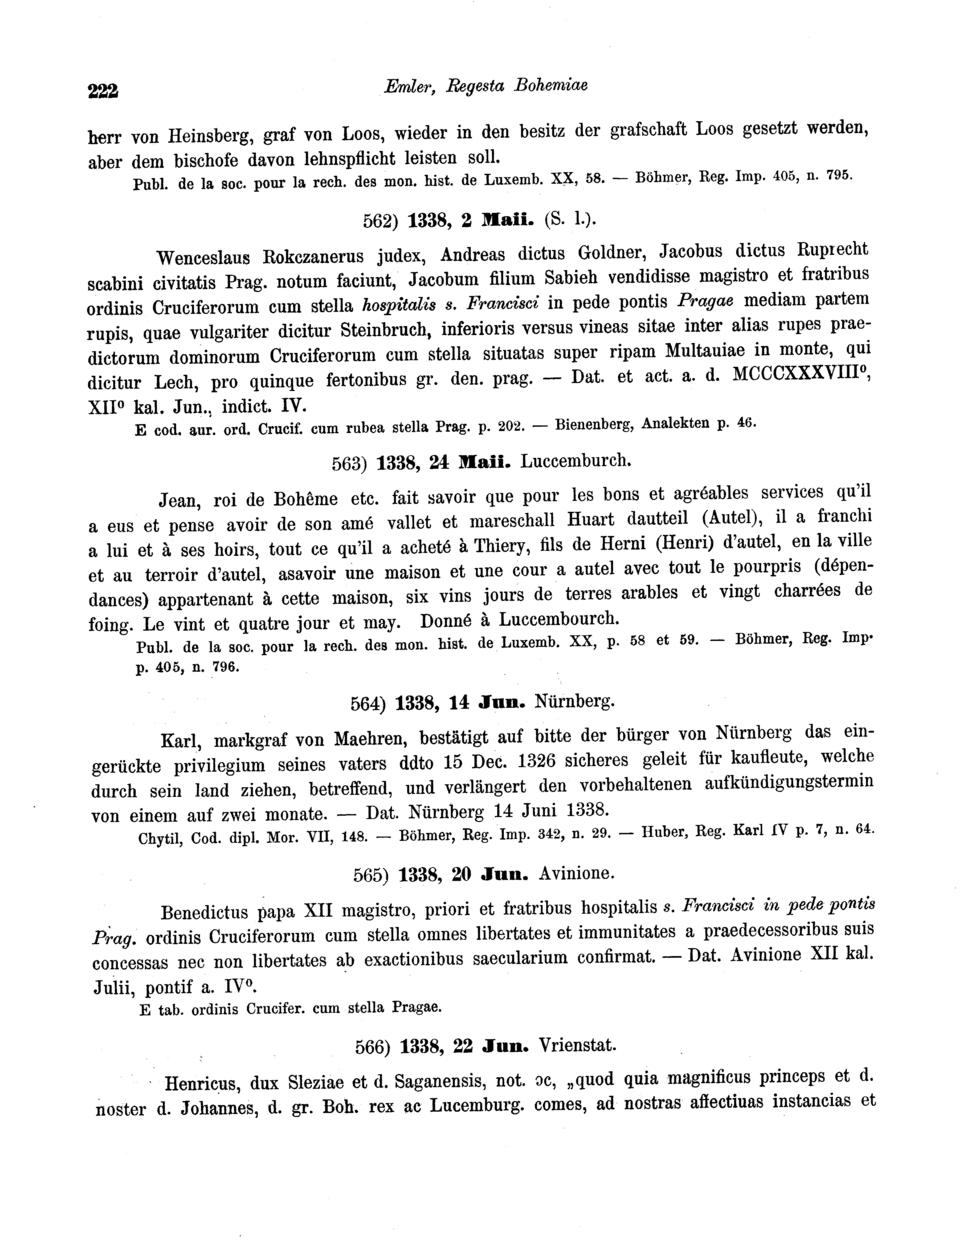 222 Emler, Regesta Bohemiae
herr von Heinsberg, graf von Loos, wieder in den besitz der grafschaft Loos gesetzt werden,
aber dem bischofe davon lehnspflicht leisten soll.
Publ. de la soc. pour la rech. des mon. hist. de Luxemb. XX, 58. — Böhmer, Reg. Imp. 405, n. 795.
562) 1338, 2 Maii. (S. l.).
Wenceslaus Rokczanerus judex, Andreas dictus Goldner, Jacobus dictus Ruprecht
scabini civitatis Prag. notum faciunt, Jacobum filium Sabieh vendidisse magistro et fratribus
ordinis Cruciferorum cum stella hospitalis s. Francisci in pede pontis Pragae mediam partem
rupis, quae vulgariter dicitur Steinbruch, inferioris versus vineas sitae inter alias rupes prae-
dictorum dominorum Cruciferorum cum stella situatas super ripam Multauiae in monte, qui
dicitur Lech, pro quinque fertonibus gr. den. prag. — Dat. et act. a. d. MCCCXXXVIII⁰,
XII⁰ kal. Jun., indict. IV.
E cod. aur. ord. Crucif. cum rubea stella Prag. p. 202. — Bienenberg, Analekten p. 46.
563) 1338, 24 Maii. Luccemburch.
Jean, roi de Bohême etc. fait savoir que pour les bons et agréables services qu'il
a eus et pense avoir de son amé vallet et mareschall Huart dautteil (Autel), il a franchi
a lui et à ses hoirs, tout ce qu'il a acheté à Thiery, fils de Herni (Henri) d'autel, en la ville
et au terroir d'autel, asavoir une maison et une cour a autel avec tout le pourpris (dépen-
dances) appartenant à cette maison, six vins jours de terres arables et vingt charrées de
foing. Le vint et quatre jour et may. Donné à Luccembourch.
Publ. de la soc. pour la rech. des mon. hist. de Luxemb. XX, p. 58 et 59. — Böhmer, Reg. Imp.
p. 405, n. 796.
564) 1338, 14 Jun. Nürnberg.
Karl, markgraf von Maehren, bestätigt auf bitte der bürger von Nürnberg das ein-
gerückte privilegium seines vaters ddto 15 Dec. 1326 sicheres geleit für kaufleute, welche
durch sein land ziehen, betreffend, und verlängert den vorbehaltenen aufkündigungstermin
von einem auf zwei monate. — Dat. Nürnberg 14 Juni 1338.
Chytil, Cod. dipl. Mor. VII, 148. — Böhmer, Reg. Imp. 342, n. 29. — Huber, Reg. Karl IV p. 7, n. 64.
565) 1338, 20 Jun. Avinione.
Benedictus papa XII magistro, priori et fratribus hospitalis s. Francisci in pede pontis
Prag. ordinis Cruciferorum cum stella omnes libertates et immunitates a praedecessoribus suis
concessas nec non libertates ab exactionibus saecularium confirmat. — Dat. Avinione XII kal.
Julii, pontif a. IV⁰.
E tab. ordinis Crucifer. cum stella Pragae.
566) 1338, 22 Jun. Vrienstat.
Henricus, dux Sleziae et d. Saganensis, not. ɔc, „quod quia magnificus princeps et d.
noster d. Johannes, d. gr. Boh. rex ac Lucemburg. comes, ad nostras affectiuas instancias et